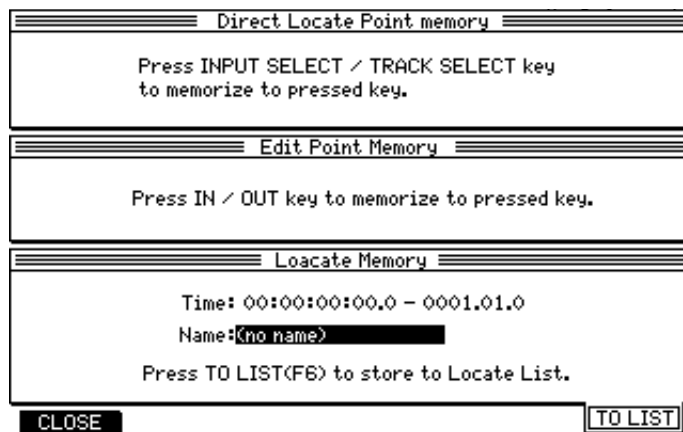 Direct Locate Point memory
Press INPUT SELECT / TRACK SELECT key
to memorize to pressed key.
Edit Point Memory
Press IN / OUT key to memorize to pressed key.
Loacate Memory
Time: 00:00:00:00.0 - 0001.01.0
Name:(no name)
Press TO LIST(F6) to store to Locate List.
CLOSE
TO LIST